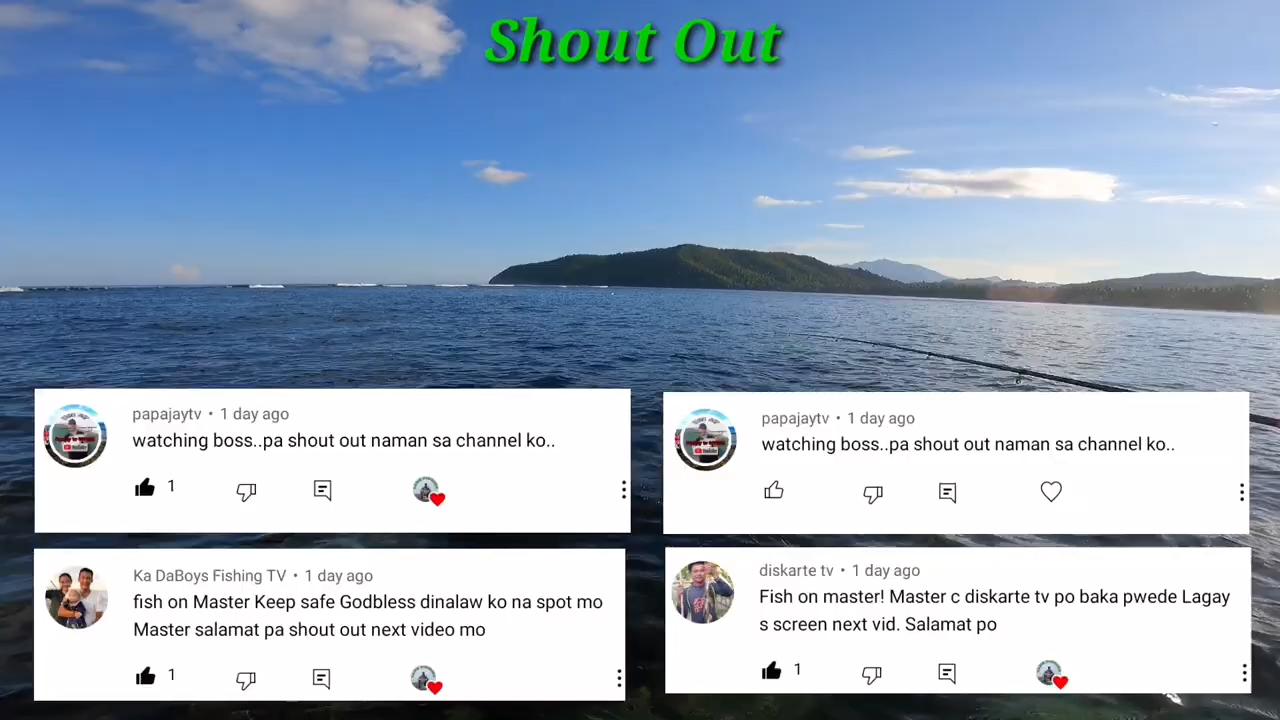 Shout Out
papajaytv • 1 day ago
watching boss..pa shout out naman sa channel ko..
1
papajaytv • 1 day ago
watching boss..pa shout out naman sa channel ko..
Ka DaBoys Fishing TV • 1 day ago
fish on Master Keep safe Godbless dinalaw ko na spot mo
Master salamat pa shout out next video mo
1
diskarte tv • 1 day ago
Fish on master! Master c diskarte tv po baka pwede Lagay
s screen next vid. Salamat po
1